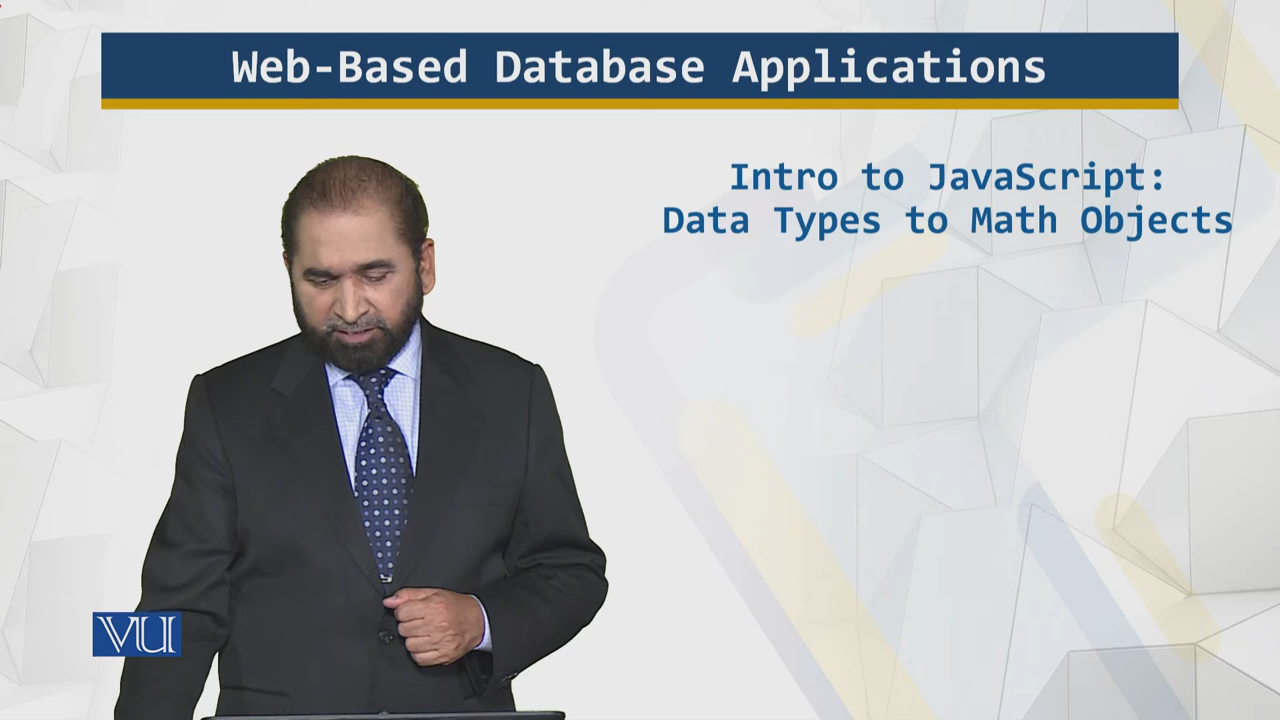 Web-Based Database Applications
Intro to JavaScript:
Data Types to Math Objects
VU